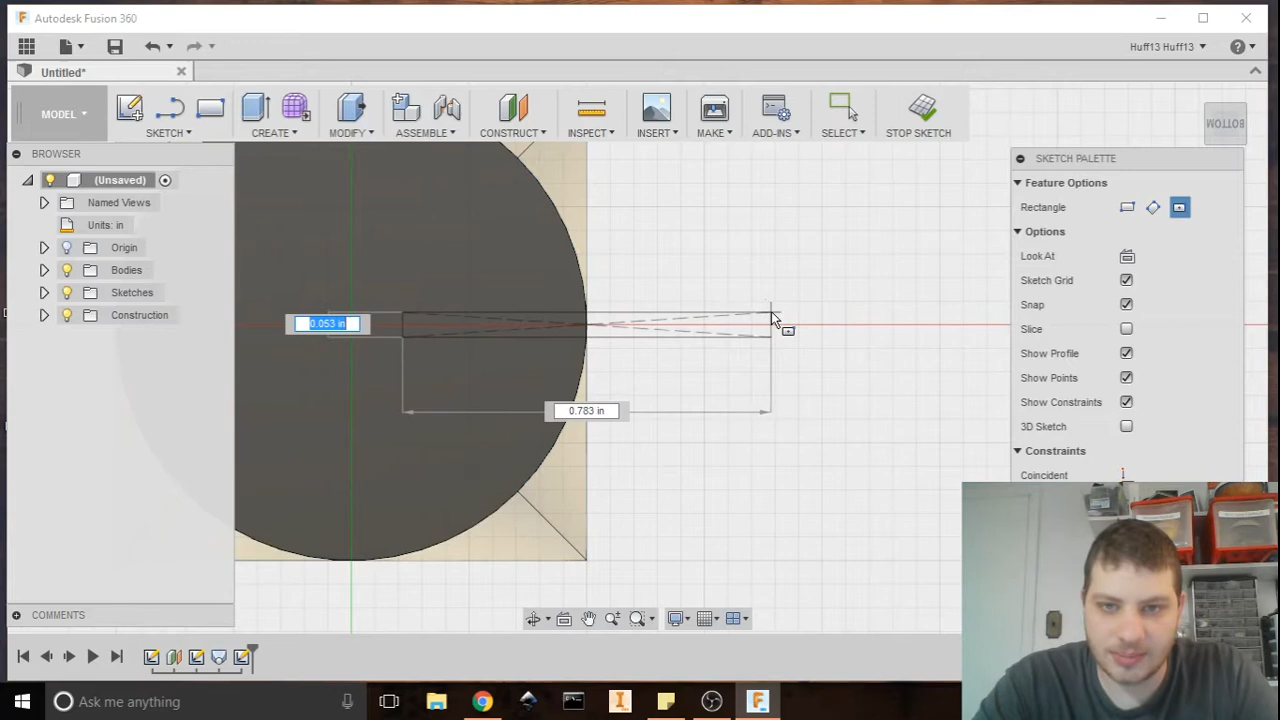 Autodesk Fusion 360
Huff13 Huff13
Untitled*
MODEL
SKETCH
CREATE
MODIFY
ASSEMBLE
CONSTRUCT
INSPECT
INSERT
MAKE
ADD-INS
SELECT
STOP SKETCH
BOTTOM
BROWSER
(Unsaved)
Named Views
Units: in
Origin
Bodies
Sketches
Construction
0.053 in
0.783 in
SKETCH PALETTE
Feature Options
Rectangle
Options
Look At
Sketch Grid
Snap
Slice
Show Profile
Show Points
Show Constraints
3D Sketch
Constraints
Coincident
COMMENTS
Ask me anything